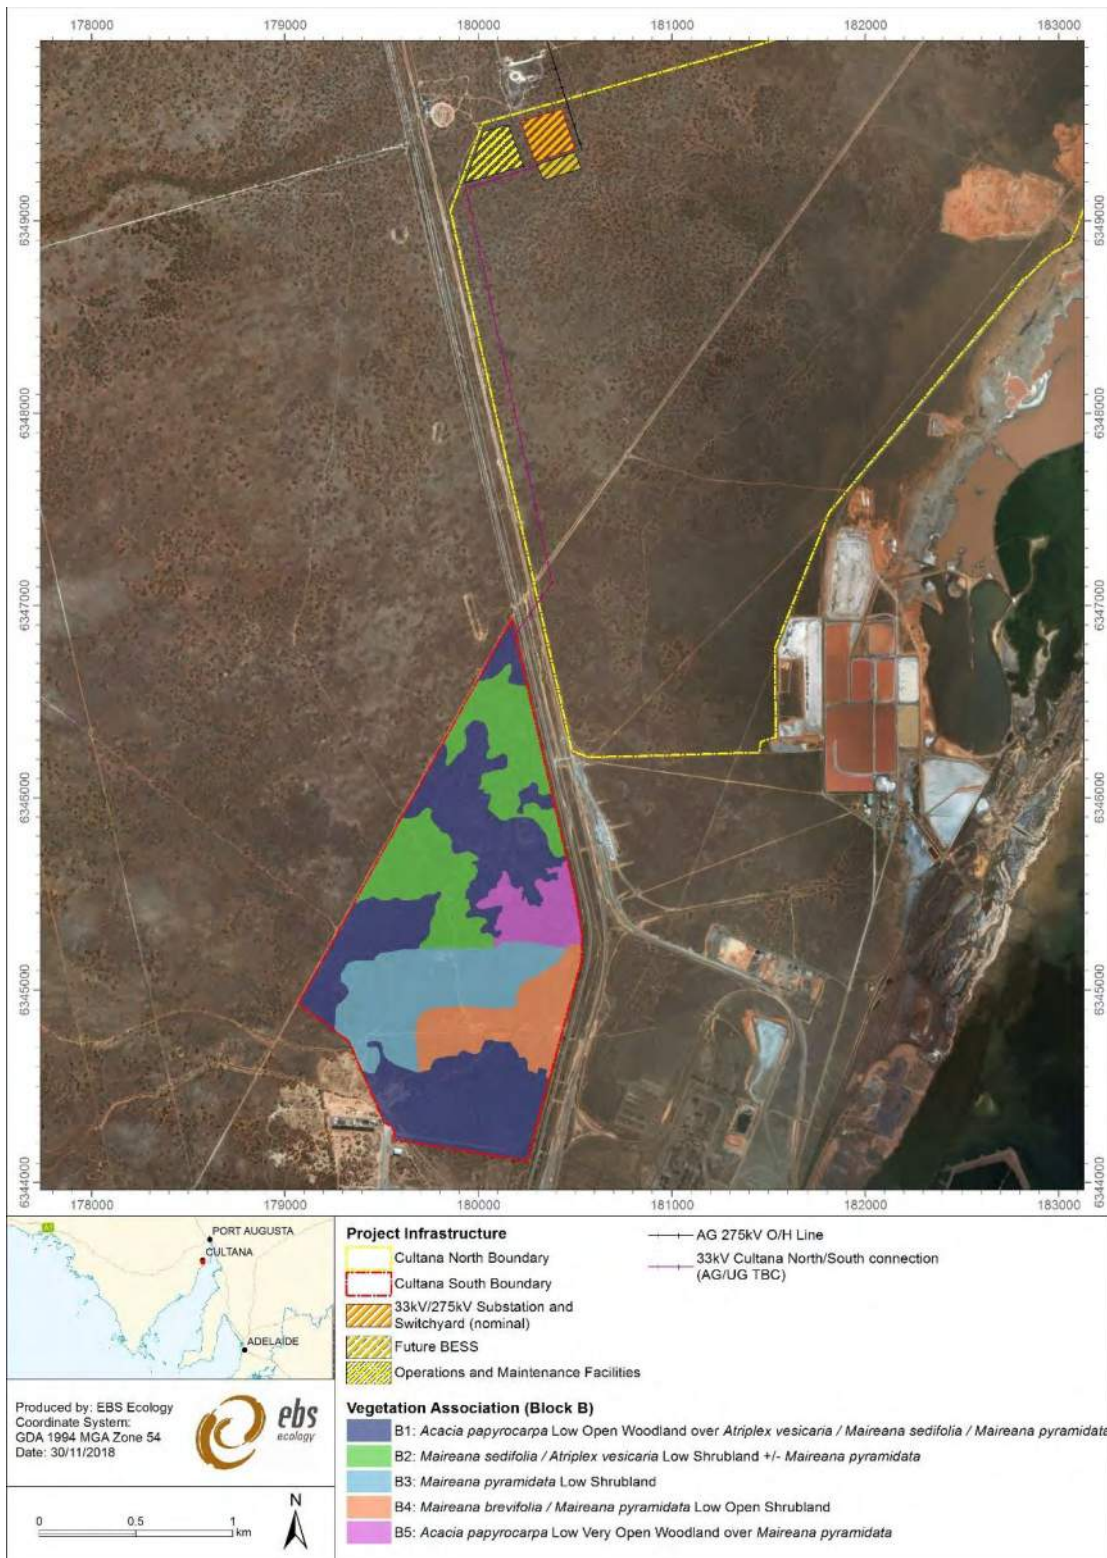 178000 179000 180000 181000 182000 183000
6349000 6349000
6348000 6348000
6347000 6347000
6346000 6346000
6345000 6345000
6344000 6344000
178000 179000 180000 181000 182000 183000
A1
PORT AUGUSTA
CULTANA
ADELAIDE
Produced by: EBS Ecology
Coordinate System:
GDA 1994 MGA Zone 54
Date: 30/11/2018
ebs
ecology
N
0 0.5 1
km
Project Infrastructure
Cultana North Boundary
Cultana South Boundary
33kV/275kV Substation and
Switchyard (nominal)
Future BESS
Operations and Maintenance Facilities
AG 275kV O/H Line
33kV Cultana North/South connection
(AG/UG TBC)
Vegetation Association (Block B)
B1: Acacia papyrocarpa Low Open Woodland over Atriplex vesicaria / Maireana sedifolia / Maireana pyramidata
B2: Maireana sedifolia / Atriplex vesicaria Low Shrubland +/- Maireana pyramidata
B3: Maireana pyramidata Low Shrubland
B4: Maireana brevifolia / Maireana pyramidata Low Open Shrubland
B5: Acacia papyrocarpa Low Very Open Woodland over Maireana pyramidata